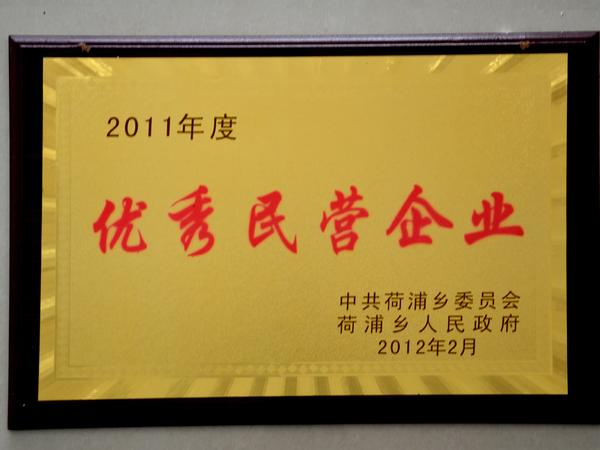 2011年度
优秀民营企业
中共荷浦乡委员会
荷浦乡人民政府
2012年2月